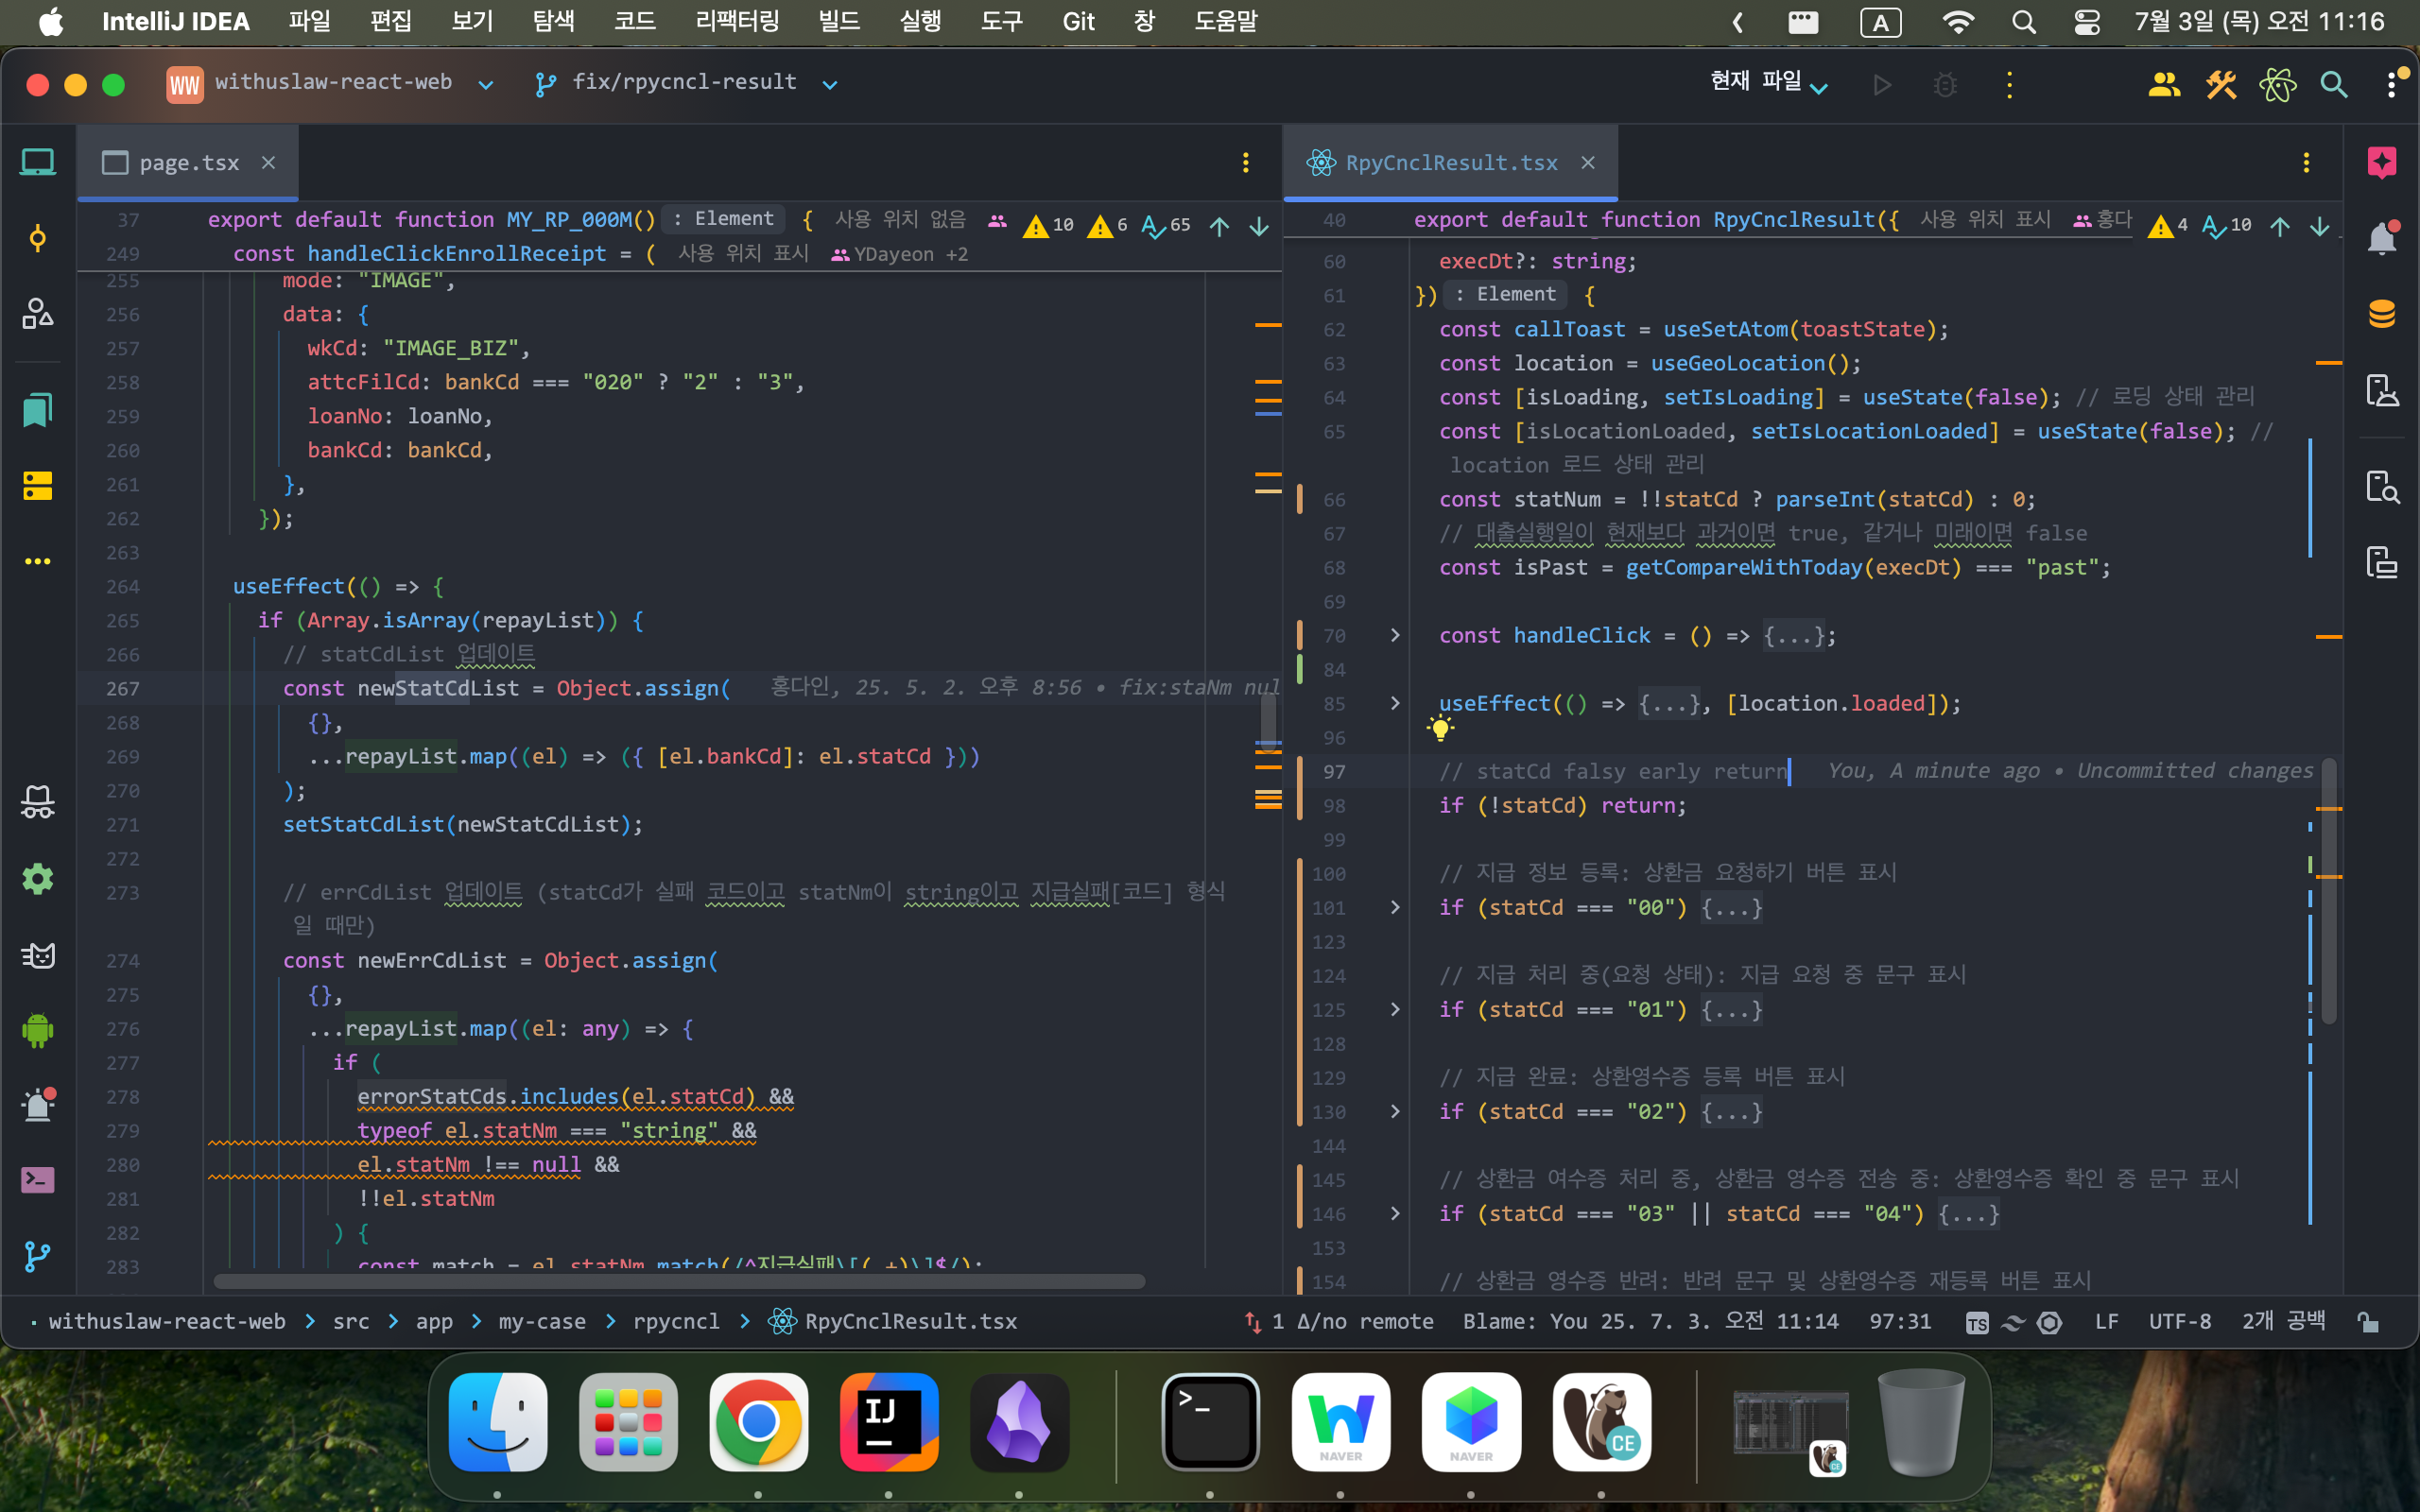 IntelliJ IDEA 파일 편집 보기 탐색 코드 리팩터링 빌드 실행 도구 Git 창 도움말 A 7월 3일 (목) 오전 11:16
WW withuslaw-react-web fix/rpycncl-result 현재 파일
page.tsx
37 export default function MY_RP_000M() : Element { 사용 위치 없음 10 6 65
249 const handleClickEnrollReceipt = ( 사용 위치 표시 YDayeon +2
255 mode: "IMAGE",
256 data: {
257 wkCd: "IMAGE_BIZ",
258 attcFilCd: bankCd === "020" ? "2" : "3",
259 loanNo: loanNo,
260 bankCd: bankCd,
261 },
262 });
263
264 useEffect(() => {
265 if (Array.isArray(repayList)) {
266 // statCdList 업데이트
267 const newStatCdList = Object.assign( 홍다인, 25. 5. 2. 오후 8:56 • fix:staNm nul
268 {},
269 ...repayList.map((el) => ({ [el.bankCd]: el.statCd }))
270 );
271 setStatCdList(newStatCdList);
272
273 // errCdList 업데이트 (statCd가 실패 코드이고 statNm이 string이고 지급실패[코드] 형식
일 때만)
274 const newErrCdList = Object.assign(
275 {},
276 ...repayList.map((el: any) => {
277 if (
278 errorStatCds.includes(el.statCd) &&
279 typeof el.statNm === "string" &&
280 el.statNm !== null &&
281 !!el.statNm
282 ) {
283 const match = el.statNm.match(/^지급실패\[(.+)\]$/);
RpyCnclResult.tsx
40 export default function RpyCnclResult({ 사용 위치 표시 홍다 4 10
60 execDt?: string;
61 }) : Element {
62 const callToast = useSetAtom(toastState);
63 const location = useGeoLocation();
64 const [isLoading, setIsLoading] = useState(false); // 로딩 상태 관리
65 const [isLocationLoaded, setIsLocationLoaded] = useState(false); //
location 로드 상태 관리
66 const statNum = !!statCd ? parseInt(statCd) : 0;
67 // 대출실행일이 현재보다 과거이면 true, 같거나 미래이면 false
68 const isPast = getCompareWithToday(execDt) === "past";
69
70 const handleClick = () => {...};
84
85 useEffect(() => {...}, [location.loaded]);
96
97 // statCd falsy early return You, A minute ago • Uncommitted changes
98 if (!statCd) return;
99
100 // 지급 정보 등록: 상환금 요청하기 버튼 표시
101 if (statCd === "00") {...}
123
124 // 지급 처리 중(요청 상태): 지급 요청 중 문구 표시
125 if (statCd === "01") {...}
128
129 // 지급 완료: 상환영수증 등록 버튼 표시
130 if (statCd === "02") {...}
144
145 // 상환금 여수증 처리 중, 상환금 영수증 전송 중: 상환영수증 확인 중 문구 표시
146 if (statCd === "03" || statCd === "04") {...}
153
154 // 상환금 영수증 반려: 반려 문구 및 상환영수증 재등록 버튼 표시
withuslaw-react-web > src > app > my-case > rpycncl > RpyCnclResult.tsx 1 Δ/no remote Blame: You 25. 7. 3. 오전 11:14 97:31 TS LF UTF-8 2개 공백
IJ >_ NAVER NAVER CE CE